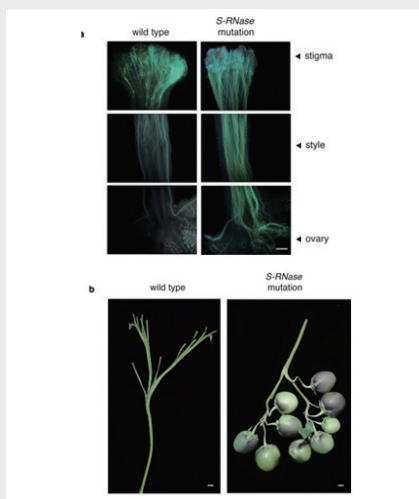 a
S-RNase
wild type mutation
◄ stigma
◄ style
◄ ovary
b
S-RNase
wild type mutation